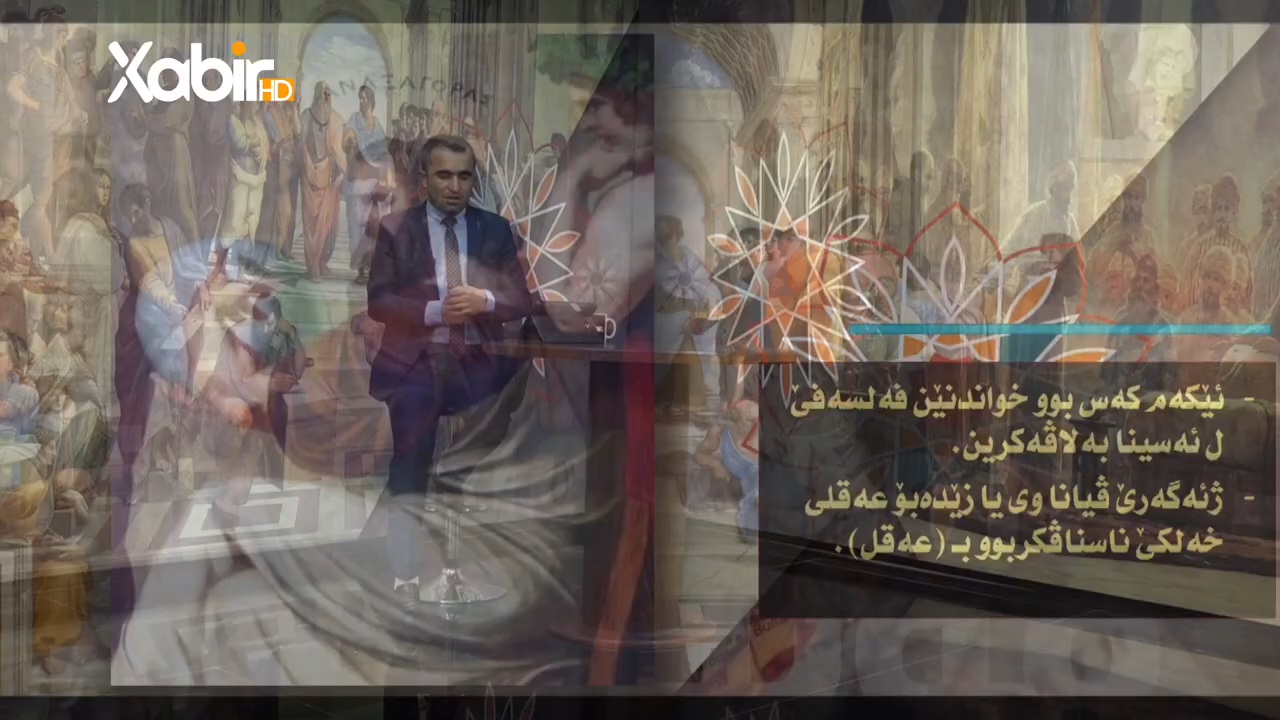 Xabir HD
- ئێکەم کەس بوو خواندنێن فەلسەفێ
ل ئەسینا بەلاڤەکرین.
- ژئەگەرێ ڤیانا وی یا زێدەبۆ عەقلی
خەلکێ ناسناڤکربوو بـ (عەقل).